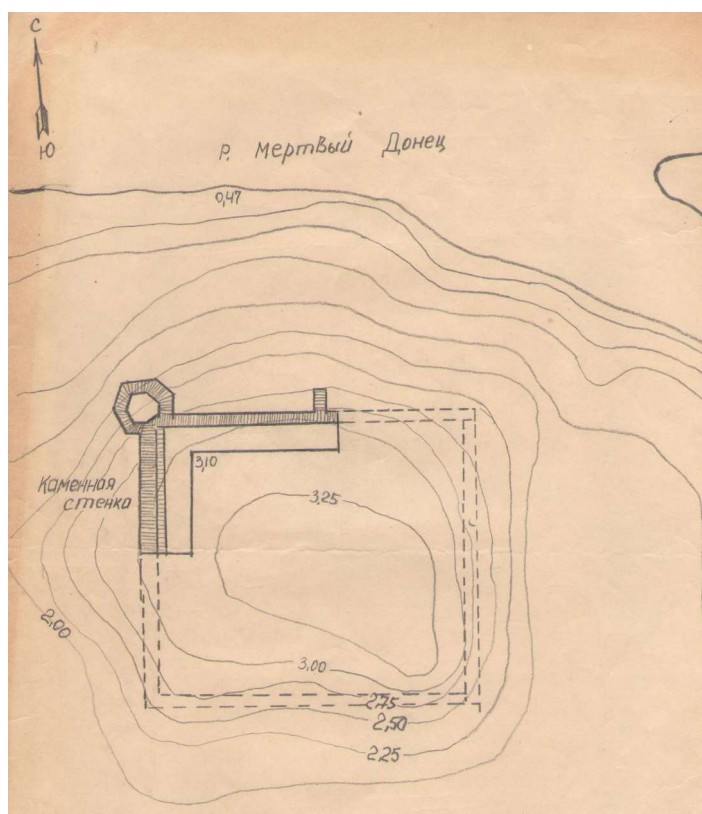 С
Ю
р. Мертвый Донец
0,47
3,10
Каменная
стенка
3,25
2,00
3,00
2,75
2,50
2,25